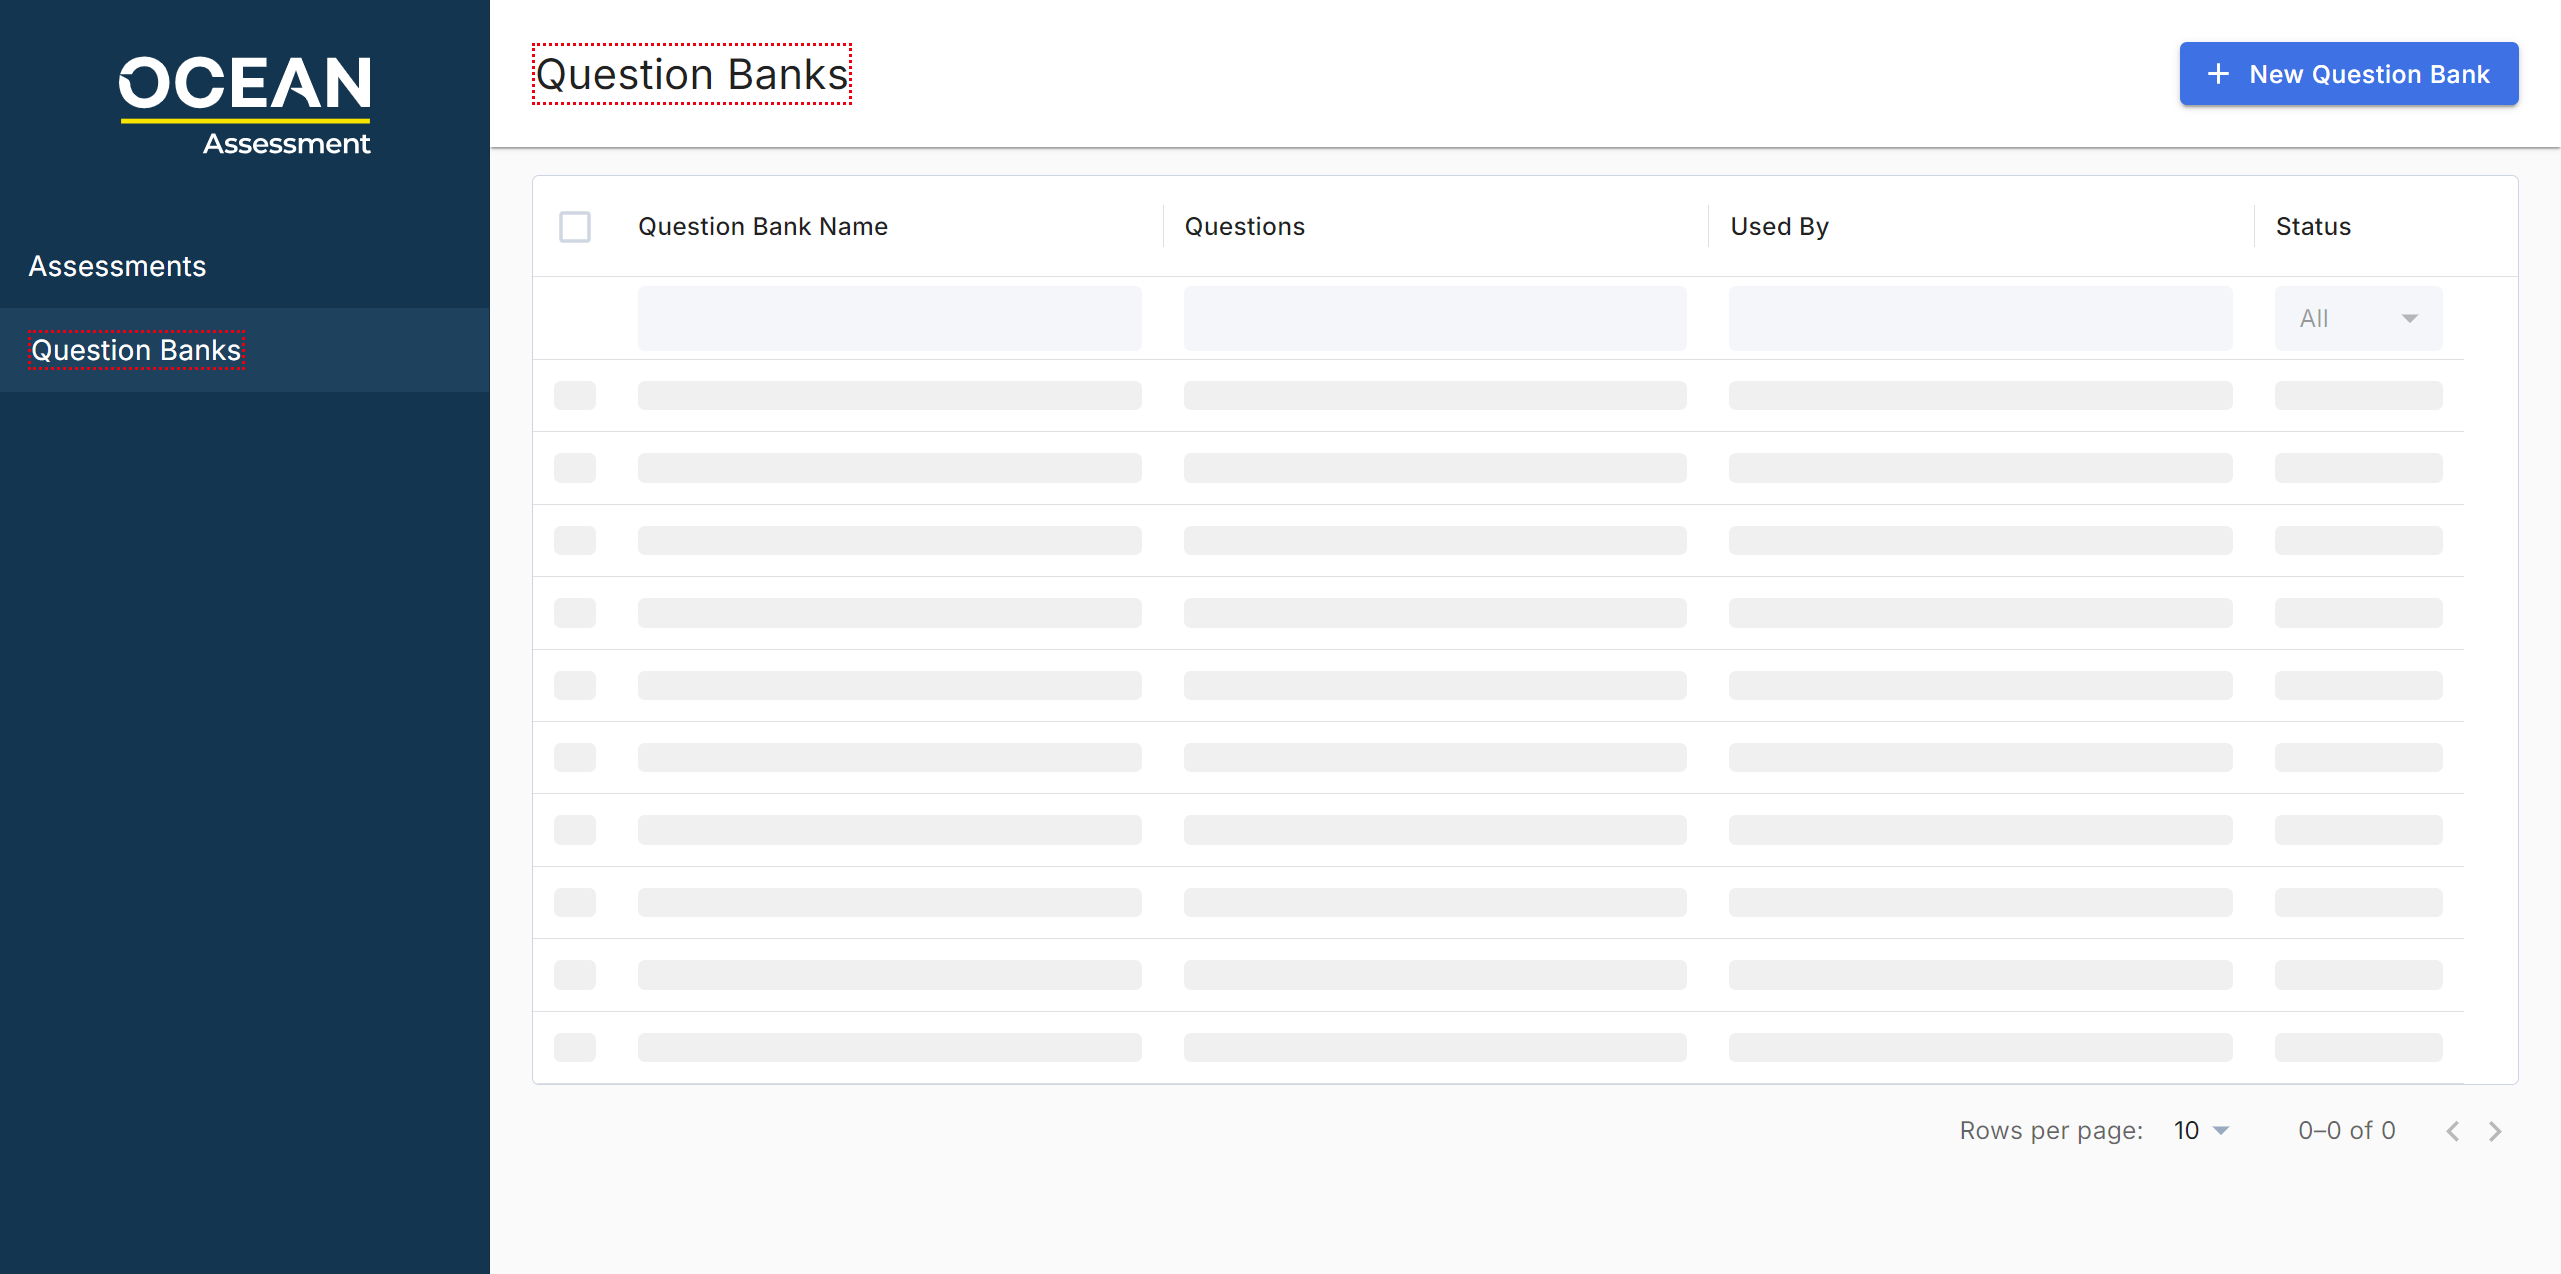 OCEAN
Assessment
Assessments
Question Banks
Question Banks
New Question Bank
Question Bank Name
Questions
Used By
Status
All
Rows per page: 10 0–0 of 0